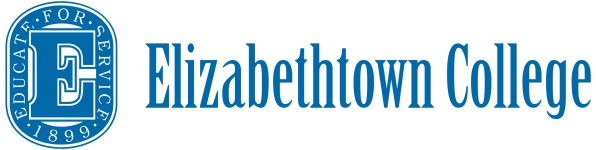 EDUCATE·FOR·SERVICE
E
·1899·
Elizabethtown College